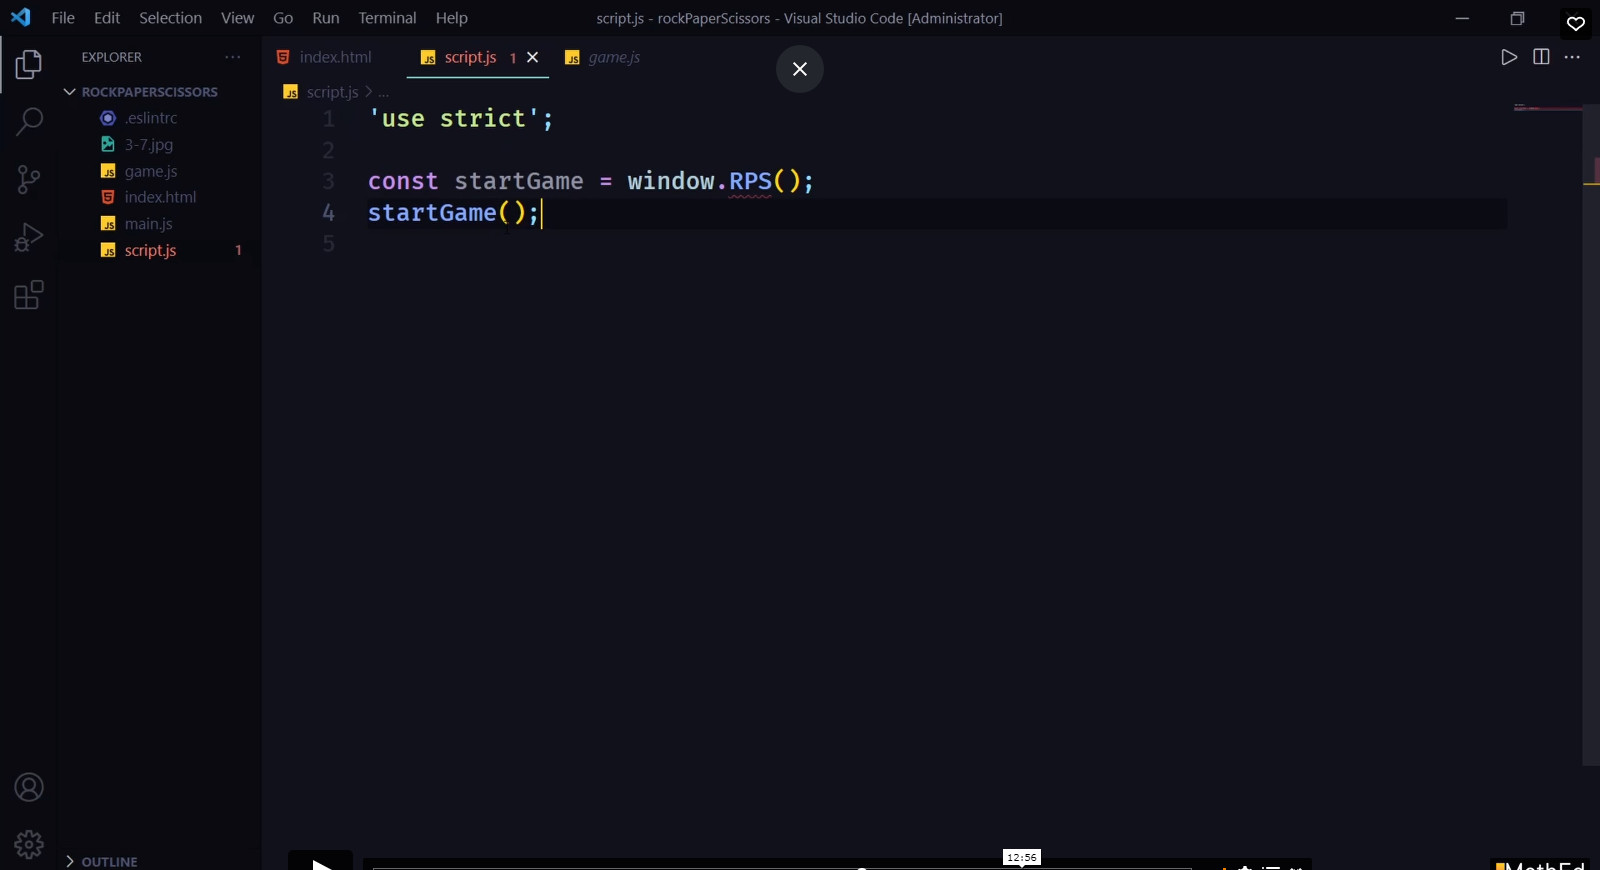 File Edit Selection View Go Run Terminal Help
script.js - rockPaperScissors - Visual Studio Code [Administrator]
EXPLORER
index.html
script.js 1
game.js
ROCKPAPERSCISSORS
script.js > ...
.eslintrc
3-7.jpg
game.js
index.html
main.js
script.js 1
1 'use strict';
2
3 const startGame = window.RPS();
4 startGame();
5
OUTLINE
12:56